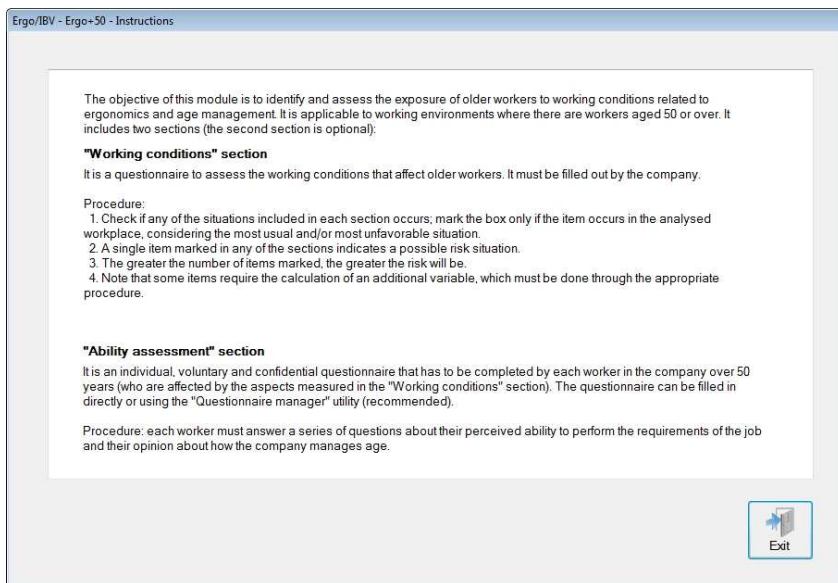 Ergo/IBV - Ergo+50 - Instructions
The objective of this module is to identify and assess the exposure of older workers to working conditions related to
ergonomics and age management. It is applicable to working environments where there are workers aged 50 or over. It
includes two sections (the second section is optional):
"Working conditions" section
It is a questionnaire to assess the working conditions that affect older workers. It must be filled out by the company.
Procedure:
1. Check if any of the situations included in each section occurs; mark the box only if the item occurs in the analysed
workplace, considering the most usual and/or most unfavorable situation.
2. A single item marked in any of the sections indicates a possible risk situation.
3. The greater the number of items marked, the greater the risk will be.
4. Note that some items require the calculation of an additional variable, which must be done through the appropriate
procedure.
"Ability assessment" section
It is an individual, voluntary and confidential questionnaire that has to be completed by each worker in the company over 50
years (who are affected by the aspects measured in the "Working conditions" section). The questionnaire can be filled in
directly or using the "Questionnaire manager" utility (recommended).
Procedure: each worker must answer a series of questions about their perceived ability to perform the requirements of the job
and their opinion about how the company manages age.
Exit